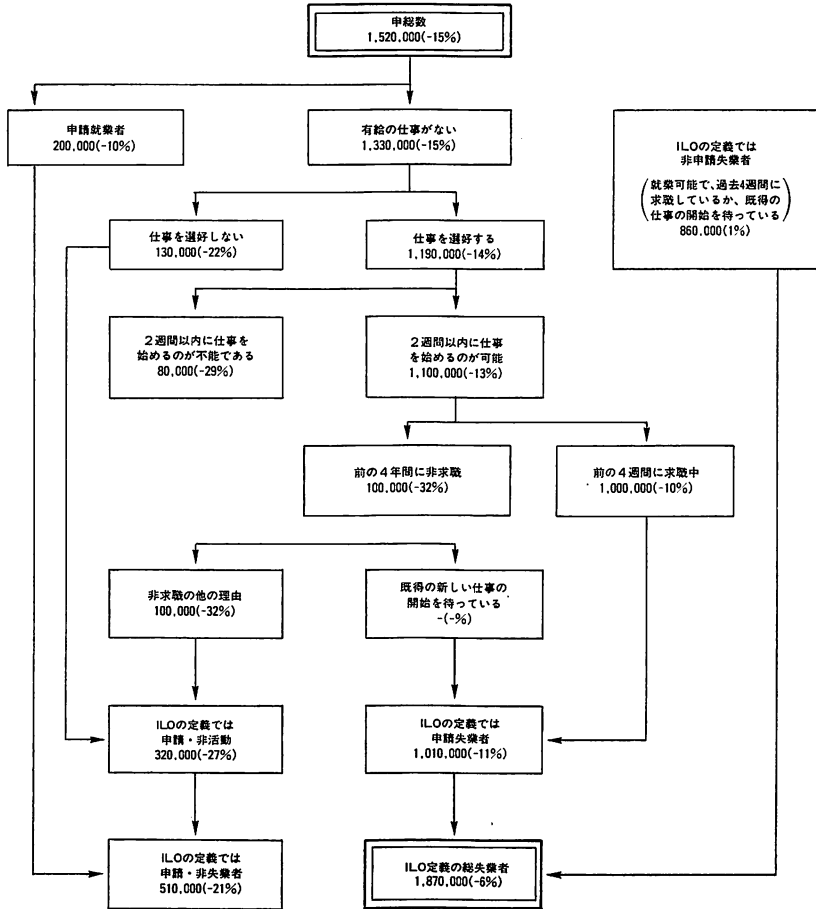 申総数
1,520,000(-15%)
申請就業者
200,000(-10%)
有給の仕事がない
1,330,000(-15%)
ILOの定義では
非申請失業者
(就業可能で、過去4週間に
求職しているか、既得の
仕事の開始を待っている)
860,000(1%)
仕事を選好しない
130,000(-22%)
仕事を選好する
1,190,000(-14%)
2週間以内に仕事を
始めるのが不能である
80,000(-29%)
2週間以内に仕事
を始めるのが可能
1,100,000(-13%)
前の4年間に非求職
100,000(-32%)
前の4週間に求職中
1,000,000(-10%)
非求職の他の理由
100,000(-32%)
既得の新しい仕事の
開始を待っている
-(-%)
ILOの定義では
申請・非活動
320,000(-27%)
ILOの定義では
申請失業者
1,010,000(-11%)
ILOの定義では
申請・非失業者
510,000(-21%)
ILO定義の総失業者
1,870,000(-6%)